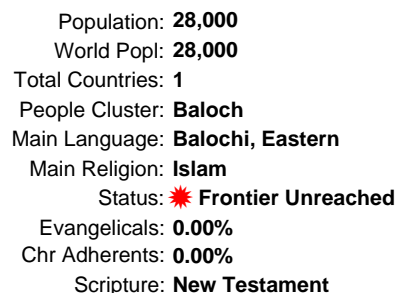 Population: 28,000
World Popl: 28,000
Total Countries: 1
People Cluster: Baloch
Main Language: Balochi, Eastern
Main Religion: Islam
Status: Frontier Unreached
Evangelicals: 0.00%
Chr Adherents: 0.00%
Scripture: New Testament